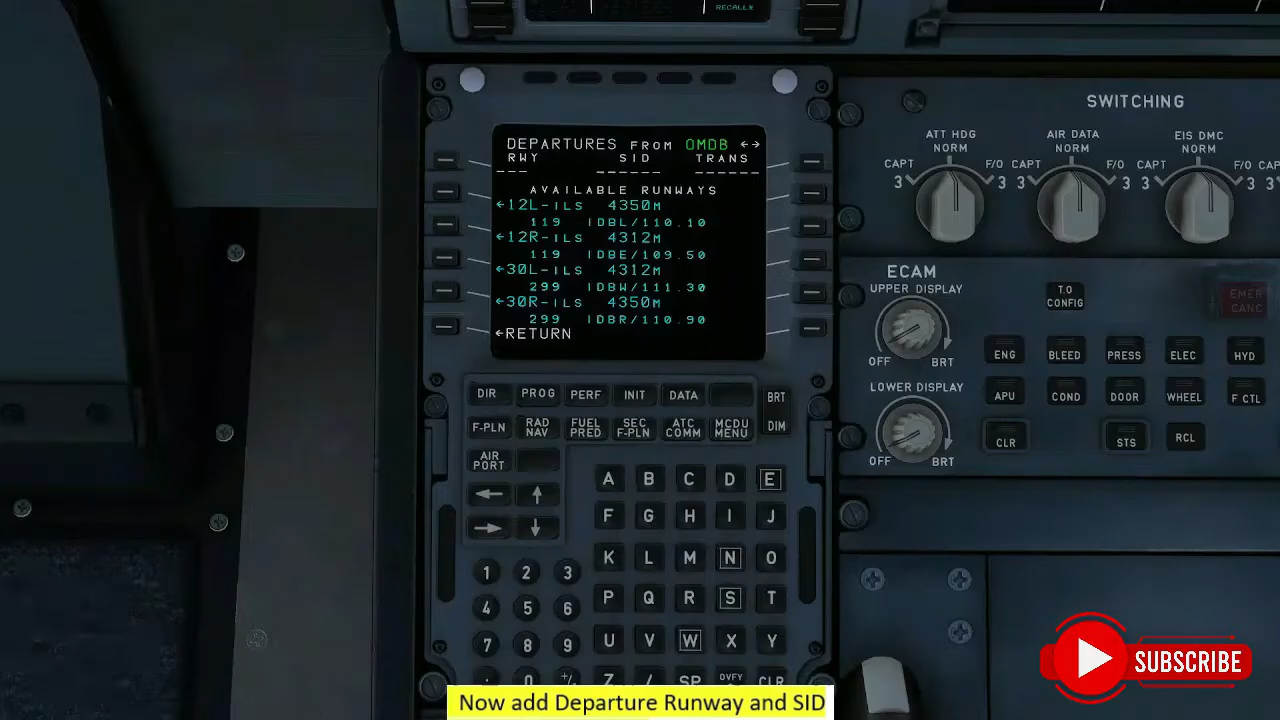 RECALL*
DEPARTURES FROM OMDB ←→
RWY SID TRANS
--- ------ ------
AVAILABLE RUNWAYS
←12L-ILS 4350M
119 IDBL/110.10
←12R-ILS 4312M
119 IDBE/109.50
←30L-ILS 4312M
299 IDBW/111.30
←30R-ILS 4350M
299 IDBR/110.90
←RETURN
DIR PROG PERF INIT DATA
BRT
DIM
F-PLN RAD NAV FUEL PRED SEC F-PLN ATC COMM MCDU MENU
AIR PORT
← ↑
→ ↓
A B C D E
F G H I J
K L M N O
P Q R S T
U V W X Y
Z / SP OVFY CLR
1 2 3
4 5 6
7 8 9
. 0 +/-
SWITCHING
ATT HDG AIR DATA EIS DMC
NORM NORM NORM
CAPT F/O CAPT F/O CAPT F/O CAP
3 3 3 3 3 3 3
ECAM
UPPER DISPLAY
OFF BRT
LOWER DISPLAY
OFF BRT
T.O
CONFIG
EMER
CANC
ENG BLEED PRESS ELEC HYD
APU COND DOOR WHEEL F CTL
CLR STS RCL
SUBSCRIBE
Now add Departure Runway and SID